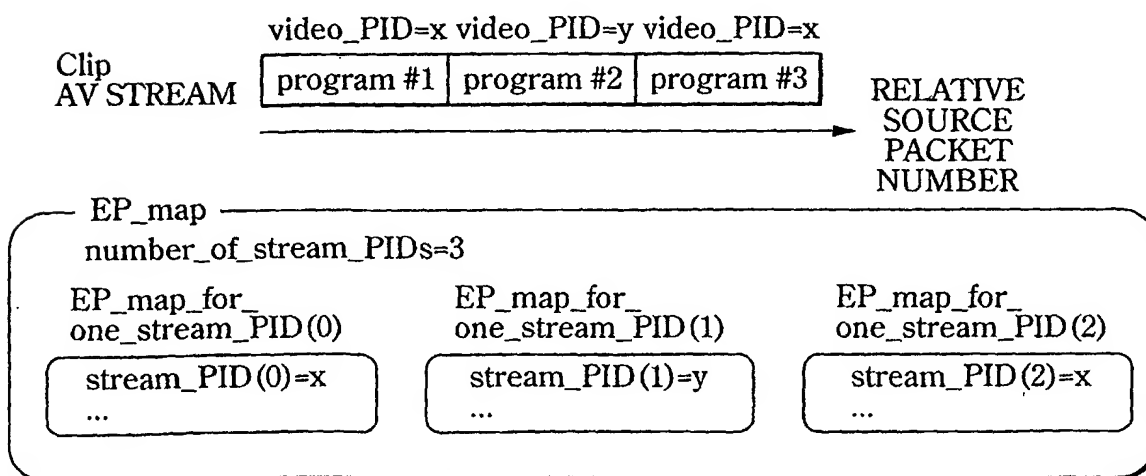 video_PID=x video_PID=y video_PID=x
Clip
AV STREAM
program #1 program #2 program #3
RELATIVE
SOURCE
PACKET
NUMBER
EP_map
number_of_stream_PIDs=3
EP_map_for_
one_stream_PID(0)
stream_PID(0)=x
...
EP_map_for_
one_stream_PID(1)
stream_PID(1)=y
...
EP_map_for_
one_stream_PID(2)
stream_PID(2)=x
...